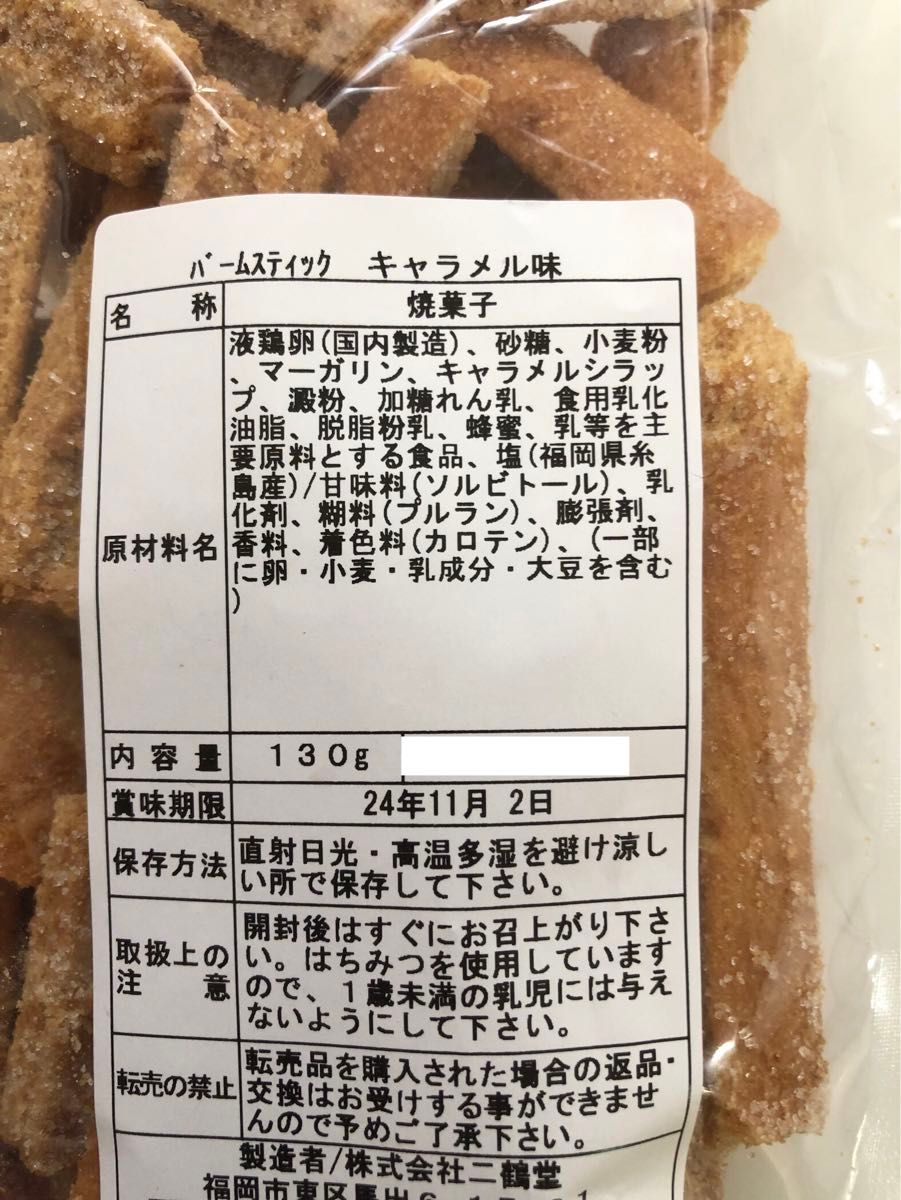 バームスティック　キャラメル味
名　　称　焼菓子
液鶏卵(国内製造)、砂糖、小麦粉
、マーガリン、キャラメルシラッ
プ、澱粉、加糖れん乳、食用乳化
油脂、脱脂粉乳、蜂蜜、乳等を主
要原料とする食品、塩(福岡県糸
島産)/甘味料(ソルビトール)、乳
化剤、糊料(プルラン)、膨張剤、
原材料名　香料、着色料(カロテン)、(一部
に卵・小麦・乳成分・大豆を含む
)
内 容 量　130g
賞味期限　24年11月 2日
保存方法　直射日光・高温多湿を避け涼し
い所で保存して下さい。
取扱上の
注　　意
開封後はすぐにお召上がり下さ
い。はちみつを使用しています
ので、1歳未満の乳児には与え
ないようにして下さい。
転売の禁止
転売品を購入された場合の返品・
交換はお受けする事ができませ
んので予めご了承下さい。
製造者/株式会社二鶴堂
福岡市東区馬出